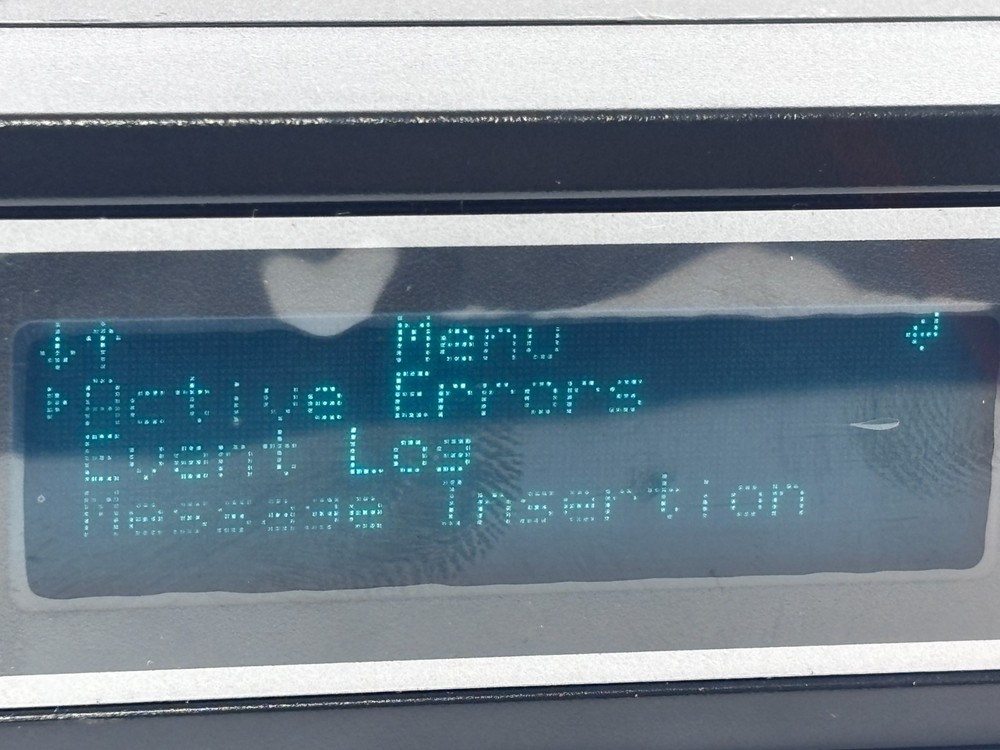 ↓↑ Menu ↲
Active Errors
Event Log
Message Insertion